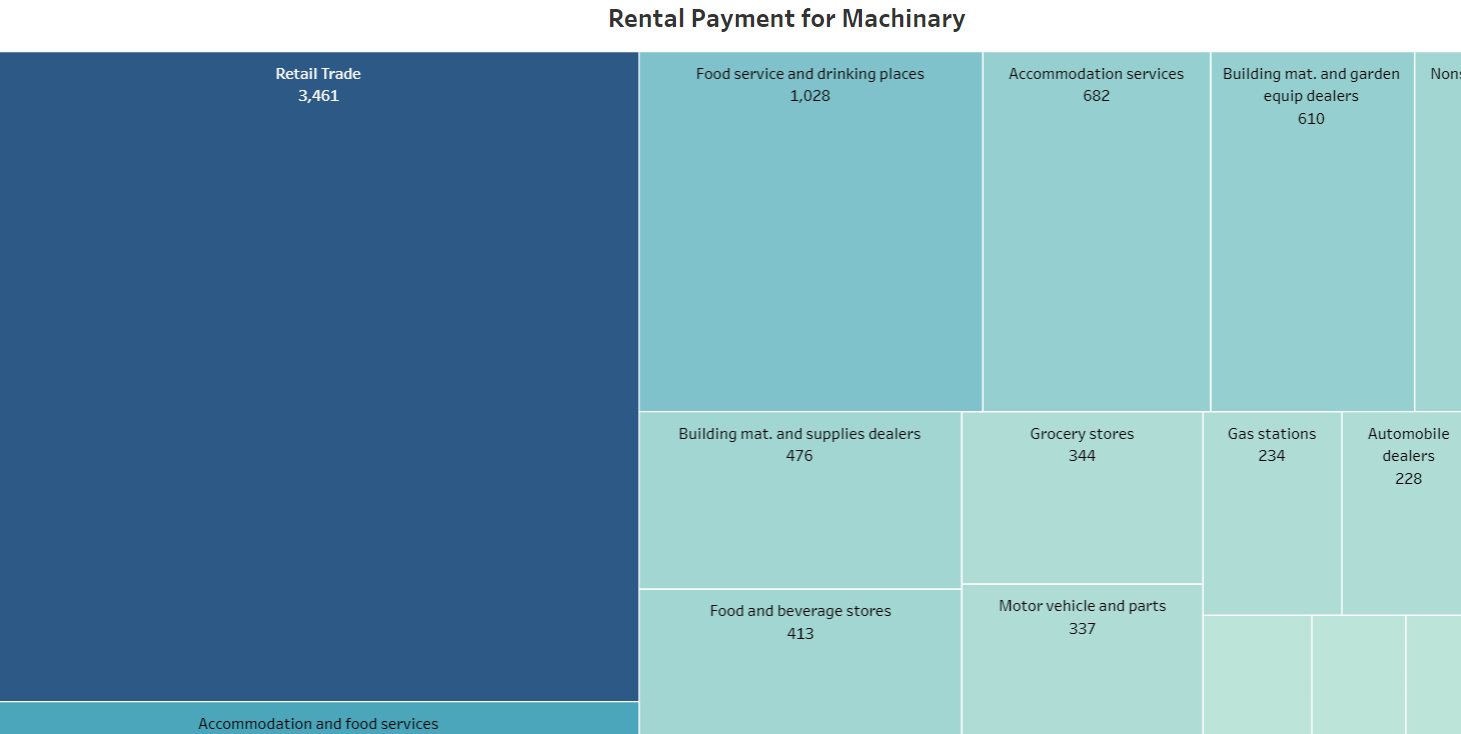 Rental Payment for Machinary
Retail Trade
3,461
Food service and drinking places
1,028
Accommodation services
682
Building mat. and garden
equip dealers
610
Building mat. and supplies dealers
476
Grocery stores
344
Gas stations
234
Automobile
dealers
228
Food and beverage stores
413
Motor vehicle and parts
337
Accommodation and food services